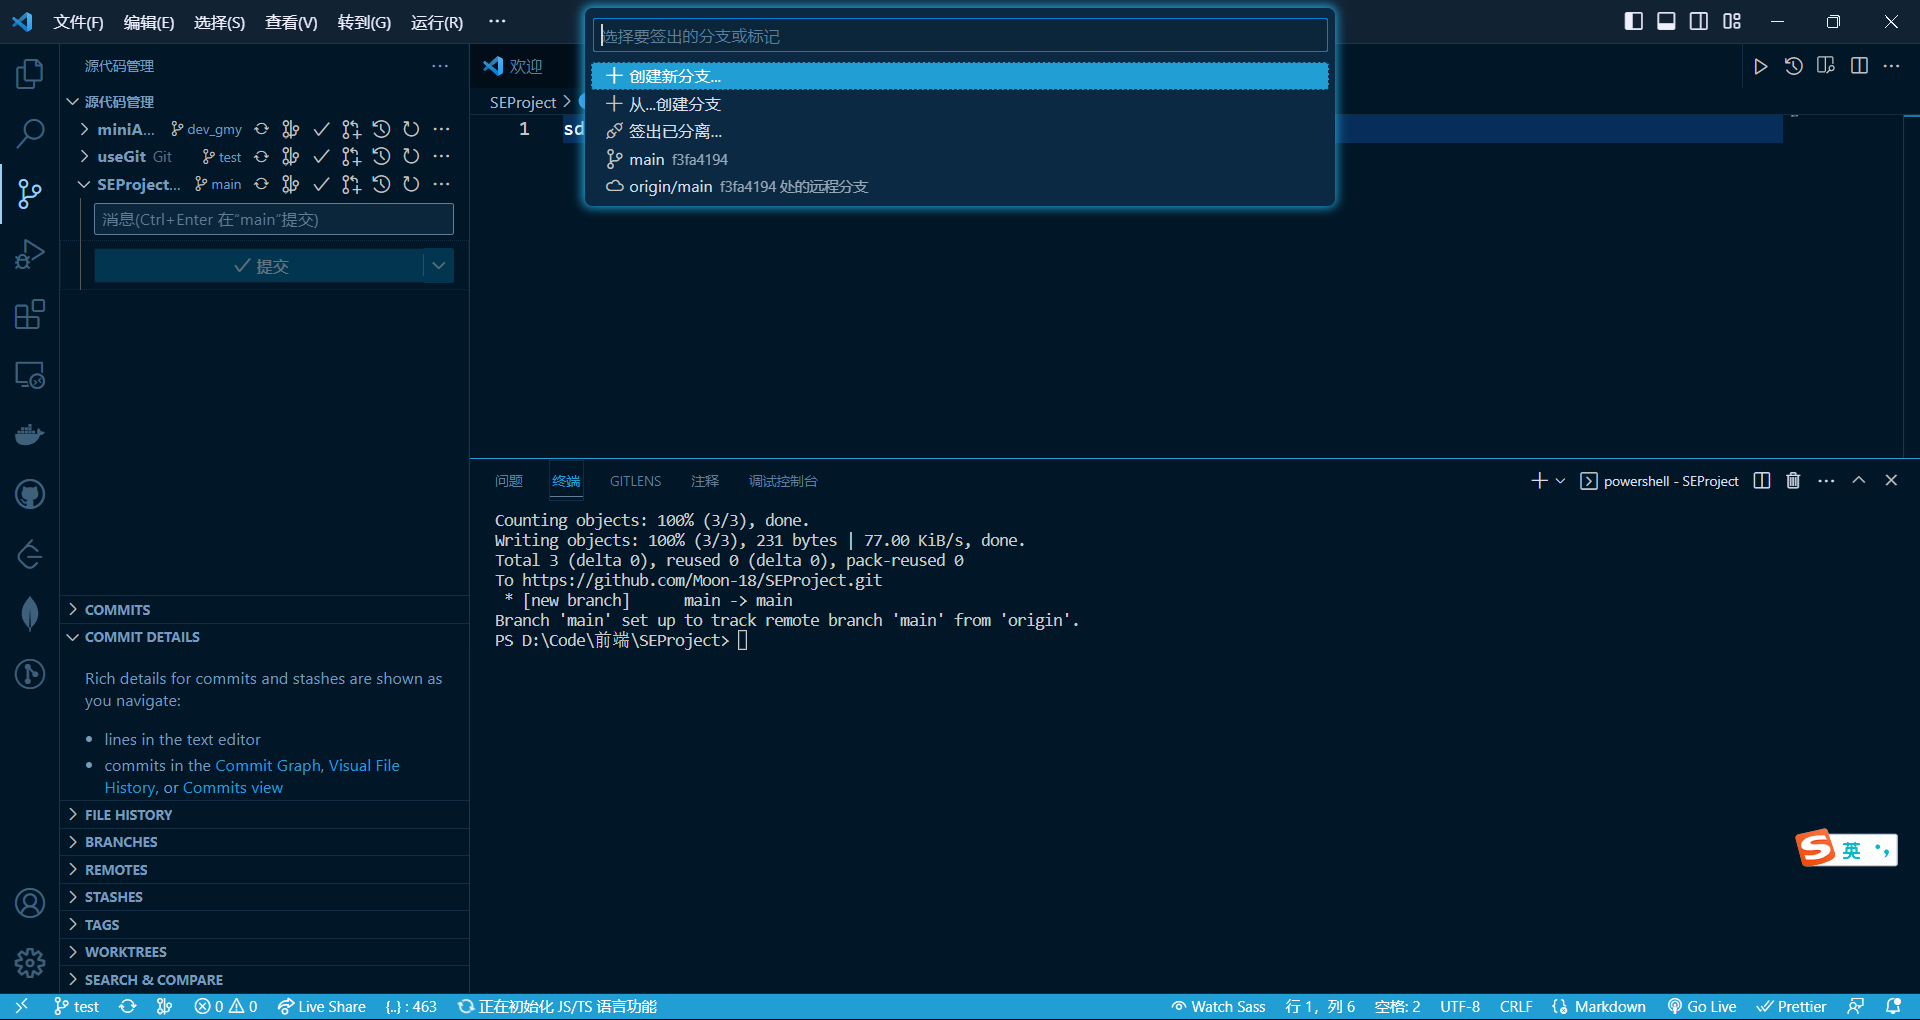 文件(F) 编辑(E) 选择(S) 查看(V) 转到(G) 运行(R) ···
选择要签出的分支或标记
创建新分支...
从...创建分支
签出已分离...
main f3fa4194
origin/main f3fa4194 处的远程分支
源代码管理
源代码管理
miniA... dev_gmy
useGit Git test
SEProject... main
消息(Ctrl+Enter 在"main"提交)
提交
COMMITS
COMMIT DETAILS
Rich details for commits and stashes are shown as
you navigate:
lines in the text editor
commits in the Commit Graph, Visual File
History, or Commits view
FILE HISTORY
BRANCHES
REMOTES
STASHES
TAGS
WORKTREES
SEARCH & COMPARE
欢迎
SEProject >
1 sd
问题 终端 GITLENS 注释 调试控制台
powershell - SEProject
Counting objects: 100% (3/3), done.
Writing objects: 100% (3/3), 231 bytes | 77.00 KiB/s, done.
Total 3 (delta 0), reused 0 (delta 0), pack-reused 0
To https://github.com/Moon-18/SEProject.git
* [new branch] main -> main
Branch 'main' set up to track remote branch 'main' from 'origin'.
PS D:\Code\前端\SEProject>
S 英
test 0 0 Live Share {..} : 463 正在初始化 JS/TS 语言功能
Watch Sass 行 1，列 6 空格: 2 UTF-8 CRLF Markdown Go Live Prettier